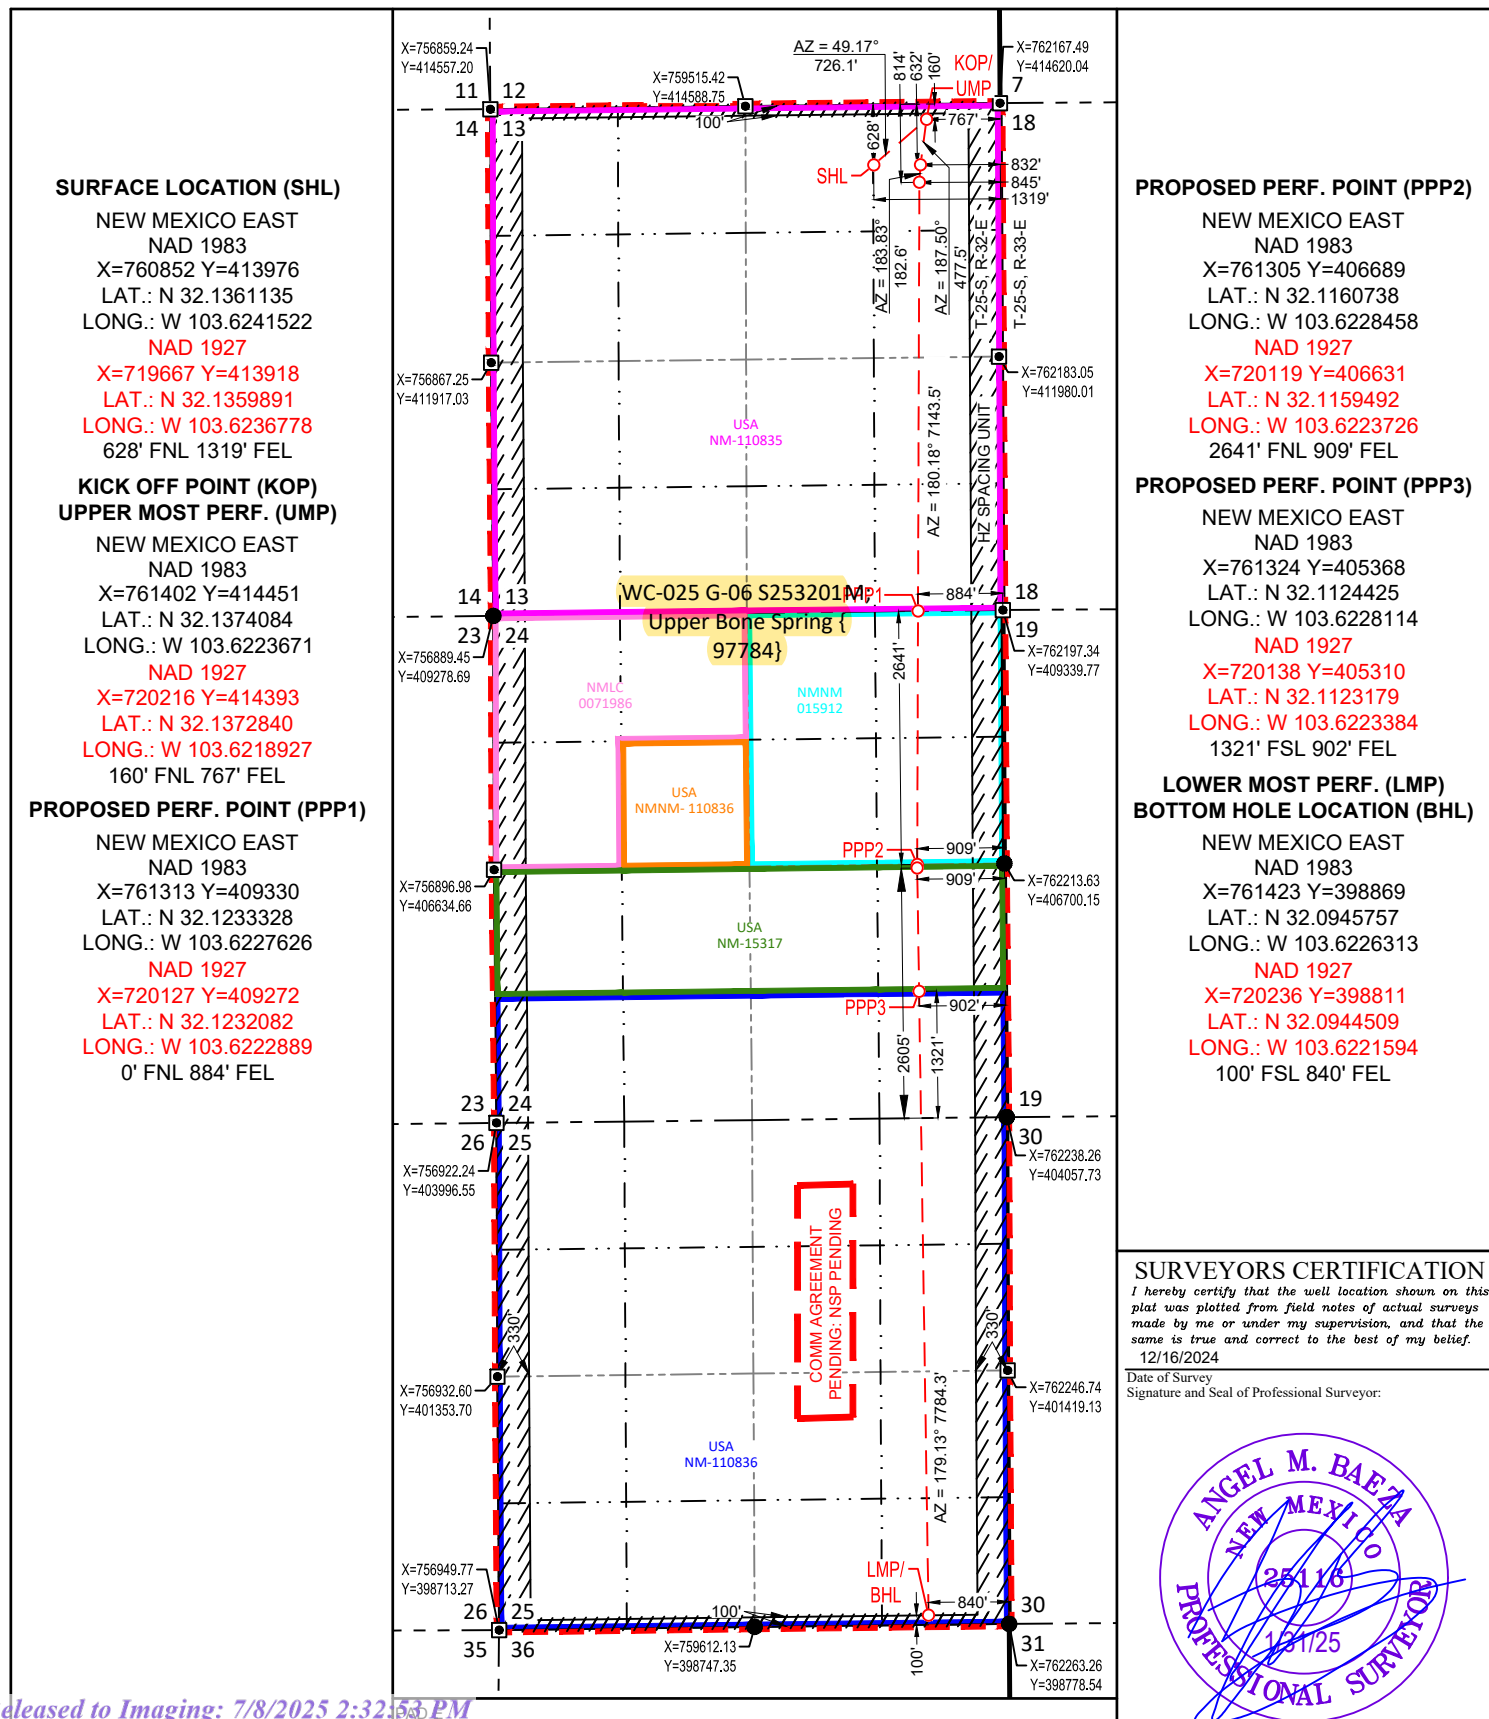 SURFACE LOCATION (SHL)
NEW MEXICO EAST
NAD 1983
X=760852 Y=413976
LAT.: N 32.1361135
LONG.: W 103.6241522
NAD 1927
X=719667 Y=413918
LAT.: N 32.1359891
LONG.: W 103.6236778
628' FNL 1319' FEL
KICK OFF POINT (KOP)
UPPER MOST PERF. (UMP)
NEW MEXICO EAST
NAD 1983
X=761402 Y=414451
LAT.: N 32.1374084
LONG.: W 103.6223671
NAD 1927
X=720216 Y=414393
LAT.: N 32.1372840
LONG.: W 103.6218927
160' FNL 767' FEL
PROPOSED PERF. POINT (PPP1)
NEW MEXICO EAST
NAD 1983
X=761313 Y=409330
LAT.: N 32.1233328
LONG.: W 103.6227626
NAD 1927
X=720127 Y=409272
LAT.: N 32.1232082
LONG.: W 103.6222889
0' FNL 884' FEL
X=756859.24
Y=414557.20
X=759515.42
Y=414588.75
AZ = 49.17°
726.1'
814'
632'
160'
KOP/
UMP
X=762167.49
Y=414620.04
11 12
7
14 13
18
100'
767'
628'
SHL
832'
845'
1319'
AZ = 183.83°
182.6'
AZ = 187.50°
477.5'
T-25-S, R-32-E
T-25-S, R-33-E
X=756867.25
Y=411917.03
X=762183.05
Y=411980.01
USA
NM-110835
AZ = 180.18° 7143.5'
HZ SPACING UNIT
WC-025 G-06 S253201M;
Upper Bone Spring {
97784}
PPP1
884'
14 13
18
23 24
19
X=756889.45
Y=409278.69
X=762197.34
Y=409339.77
2641'
NMLC
0071986
NMNM
015912
USA
NMNM- 110836
PPP2
909'
909'
X=756896.98
Y=406634.66
X=762213.63
Y=406700.15
USA
NM-15317
PPP3
902'
2605'
1321'
23 24
19
26 25
30
X=756922.24
Y=403996.55
X=762238.26
Y=404057.73
COMM AGREEMENT
PENDING: NSP PENDING
330'
330'
X=756932.60
Y=401353.70
X=762246.74
Y=401419.13
USA
NM-110836
AZ = 179.13° 7784.3'
X=756949.77
Y=398713.27
LMP/
BHL
840'
100'
26 25
30
35 36
31
X=759612.13
Y=398747.35
100'
X=762263.26
Y=398778.54
PROPOSED PERF. POINT (PPP2)
NEW MEXICO EAST
NAD 1983
X=761305 Y=406689
LAT.: N 32.1160738
LONG.: W 103.6228458
NAD 1927
X=720119 Y=406631
LAT.: N 32.1159492
LONG.: W 103.6223726
2641' FNL 909' FEL
PROPOSED PERF. POINT (PPP3)
NEW MEXICO EAST
NAD 1983
X=761324 Y=405368
LAT.: N 32.1124425
LONG.: W 103.6228114
NAD 1927
X=720138 Y=405310
LAT.: N 32.1123179
LONG.: W 103.6223384
1321' FSL 902' FEL
LOWER MOST PERF. (LMP)
BOTTOM HOLE LOCATION (BHL)
NEW MEXICO EAST
NAD 1983
X=761423 Y=398869
LAT.: N 32.0945757
LONG.: W 103.6226313
NAD 1927
X=720236 Y=398811
LAT.: N 32.0944509
LONG.: W 103.6221594
100' FSL 840' FEL
SURVEYORS CERTIFICATION
I hereby certify that the well location shown on this
plat was plotted from field notes of actual surveys
made by me or under my supervision, and that the
same is true and correct to the best of my belief.
12/16/2024
Date of Survey
Signature and Seal of Professional Surveyor:
ANGEL M. BAEZA
NEW MEXICO
25116
1/31/25
PROFESSIONAL SURVEYOR
eleased to Imaging: 7/8/2025 2:32:53 PM